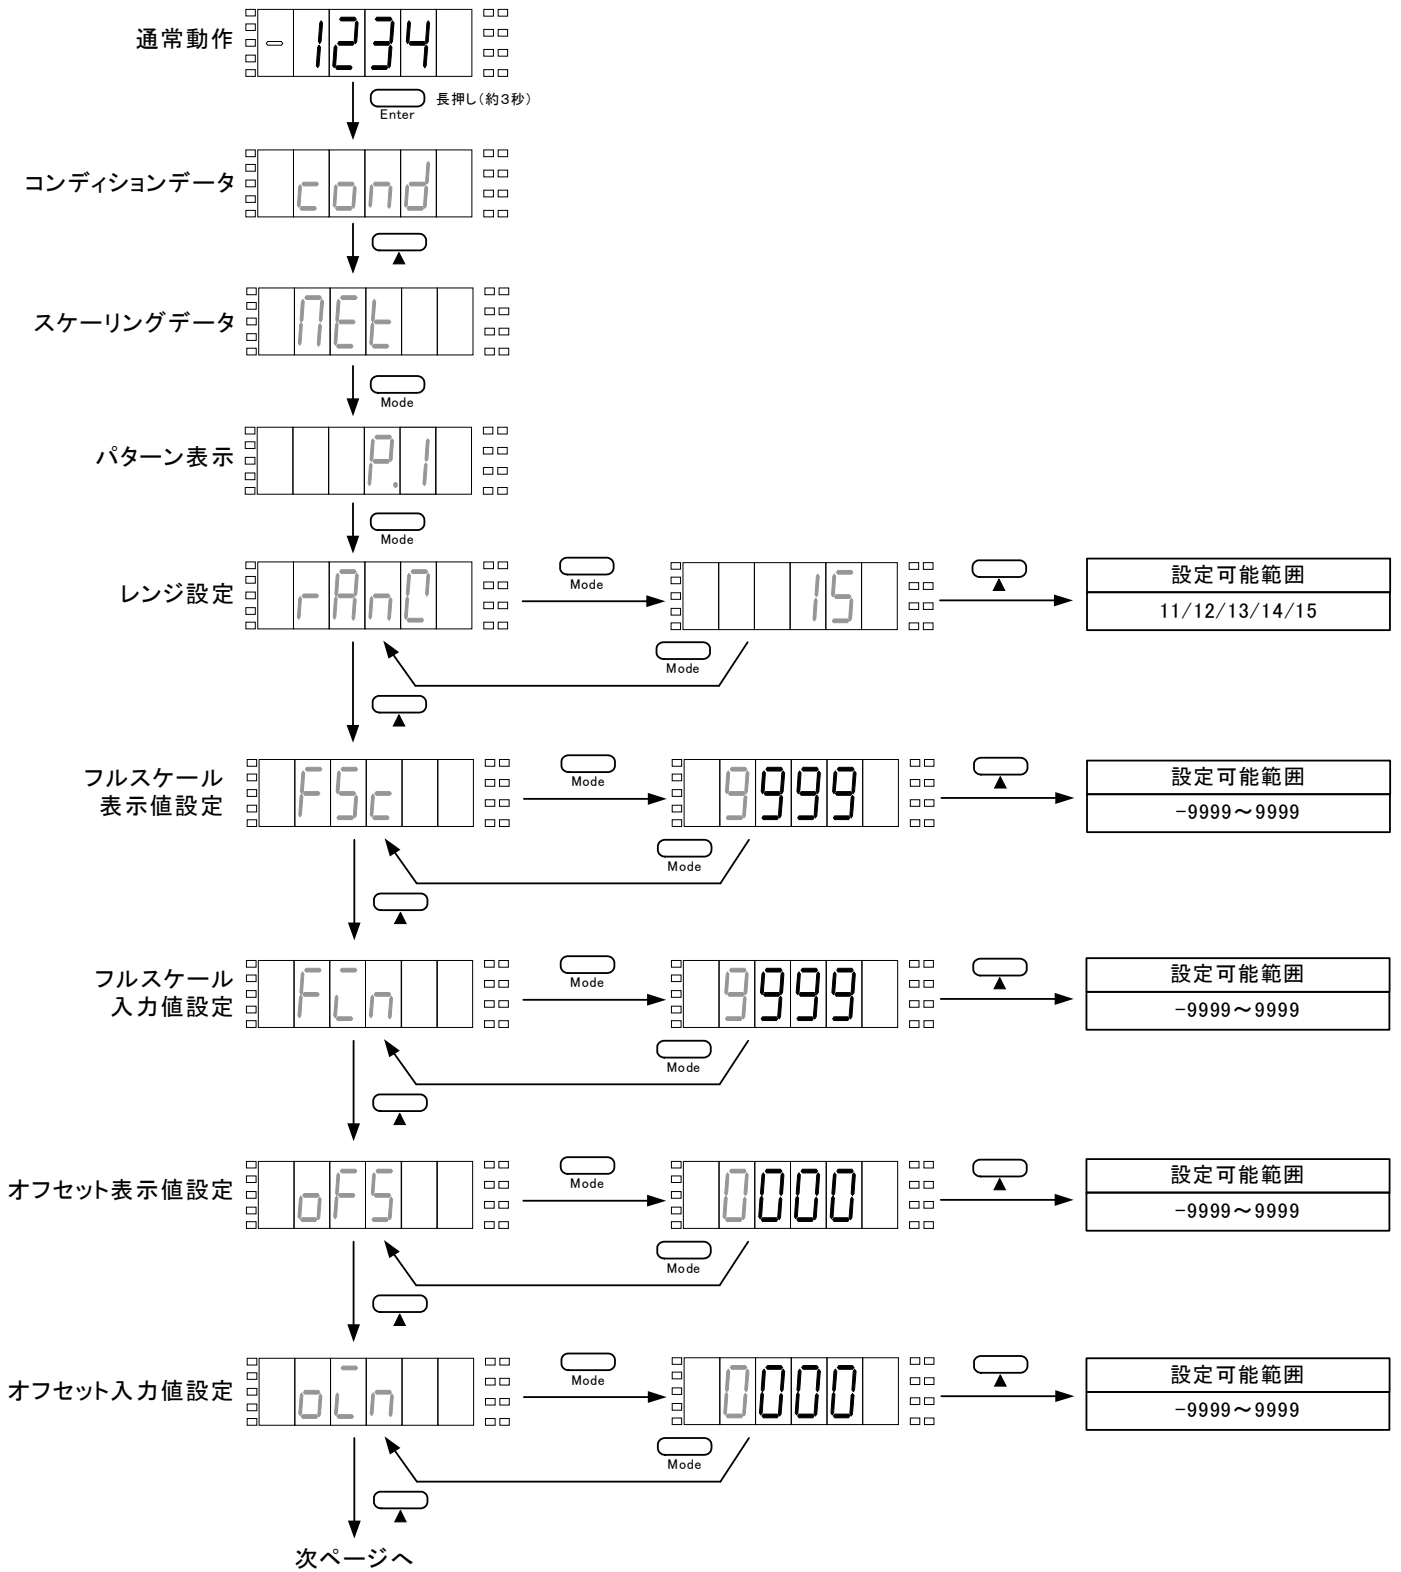 通常動作
-1234
Enter
長押し(約3秒)
コンディションデータ
cond
▲
スケーリングデータ
MEt
Mode
パターン表示
P.1
Mode
レンジ設定
rAnG
Mode
15
▲
設定可能範囲
11/12/13/14/15
Mode
▲
フルスケール
表示値設定
FSc
Mode
9999
▲
設定可能範囲
-9999～9999
Mode
▲
フルスケール
入力値設定
Fin
Mode
9999
▲
設定可能範囲
-9999～9999
Mode
▲
オフセット表示値設定
oFS
Mode
0000
▲
設定可能範囲
-9999～9999
Mode
▲
オフセット入力値設定
oin
Mode
0000
▲
設定可能範囲
-9999～9999
Mode
▲
次ページへ